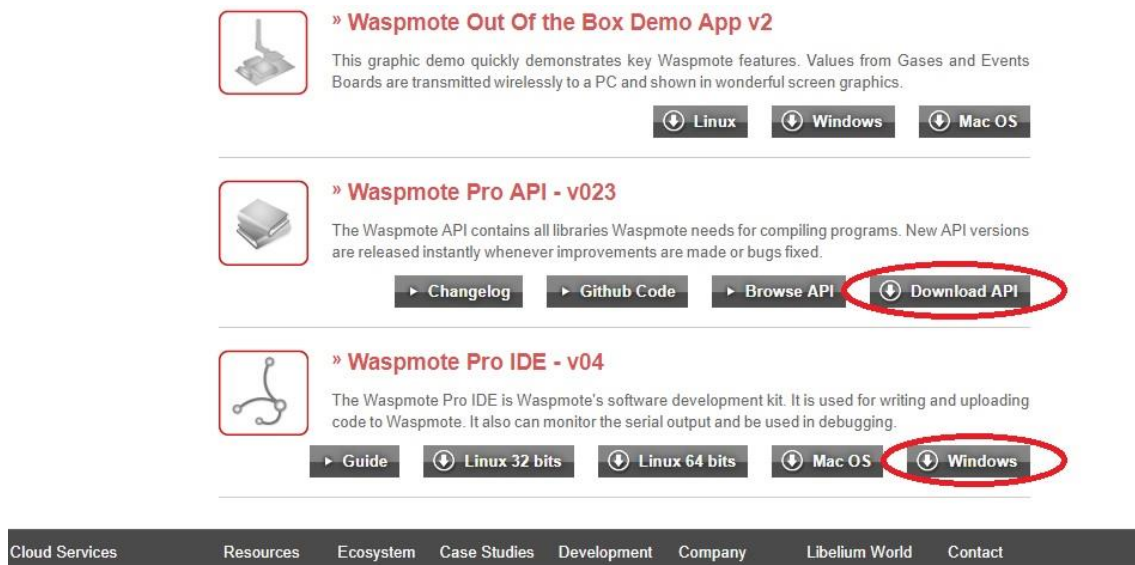 » Waspmote Out Of the Box Demo App v2
This graphic demo quickly demonstrates key Waspmote features. Values from Gases and Events
Boards are transmitted wirelessly to a PC and shown in wonderful screen graphics.
Linux Windows Mac OS
» Waspmote Pro API - v023
The Waspmote API contains all libraries Waspmote needs for compiling programs. New API versions
are released instantly whenever improvements are made or bugs fixed.
Changelog Github Code Browse API Download API
» Waspmote Pro IDE - v04
The Waspmote Pro IDE is Waspmote's software development kit. It is used for writing and uploading
code to Waspmote. It also can monitor the serial output and be used in debugging.
Guide Linux 32 bits Linux 64 bits Mac OS Windows
Cloud Services Resources Ecosystem Case Studies Development Company Libelium World Contact